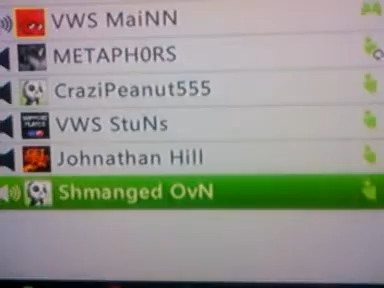 VWS MaiNN
METAPH0RS
CraziPeanut555
VWS StuNs
Johnathan Hill
Shmanged OvN